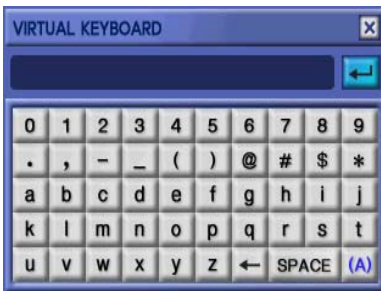 VIRTUAL KEYBOARD X
0 1 2 3 4 5 6 7 8 9
. , - _ ( ) @ # $ *
a b c d e f g h i j
k l m n o p q r s t
u v w x y z ← SPACE (A)